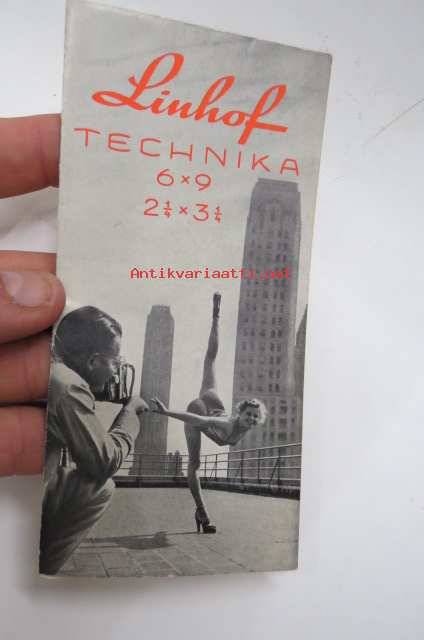 Linhof
TECHNIKA
6×9
2¼×3¼
Antikvariaatti.net